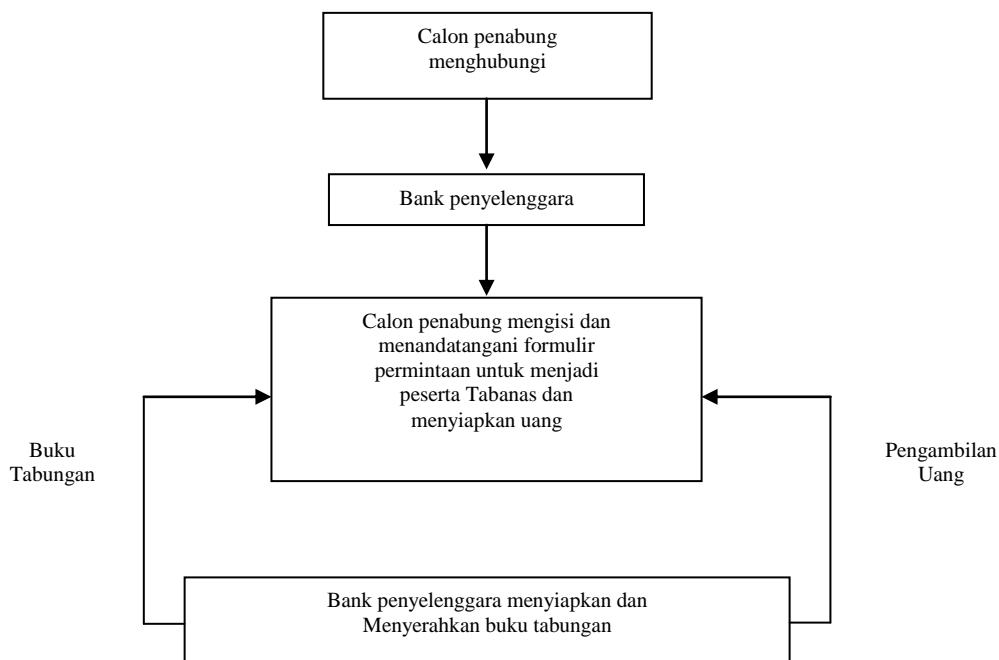 Calon penabung
menghubungi
Bank penyelenggara
Calon penabung mengisi dan
menandatangani formulir
permintaan untuk menjadi
peserta Tabanas dan
menyiapkan uang
Buku
Tabungan
Pengambilan
Uang
Bank penyelenggara menyiapkan dan
Menyerahkan buku tabungan